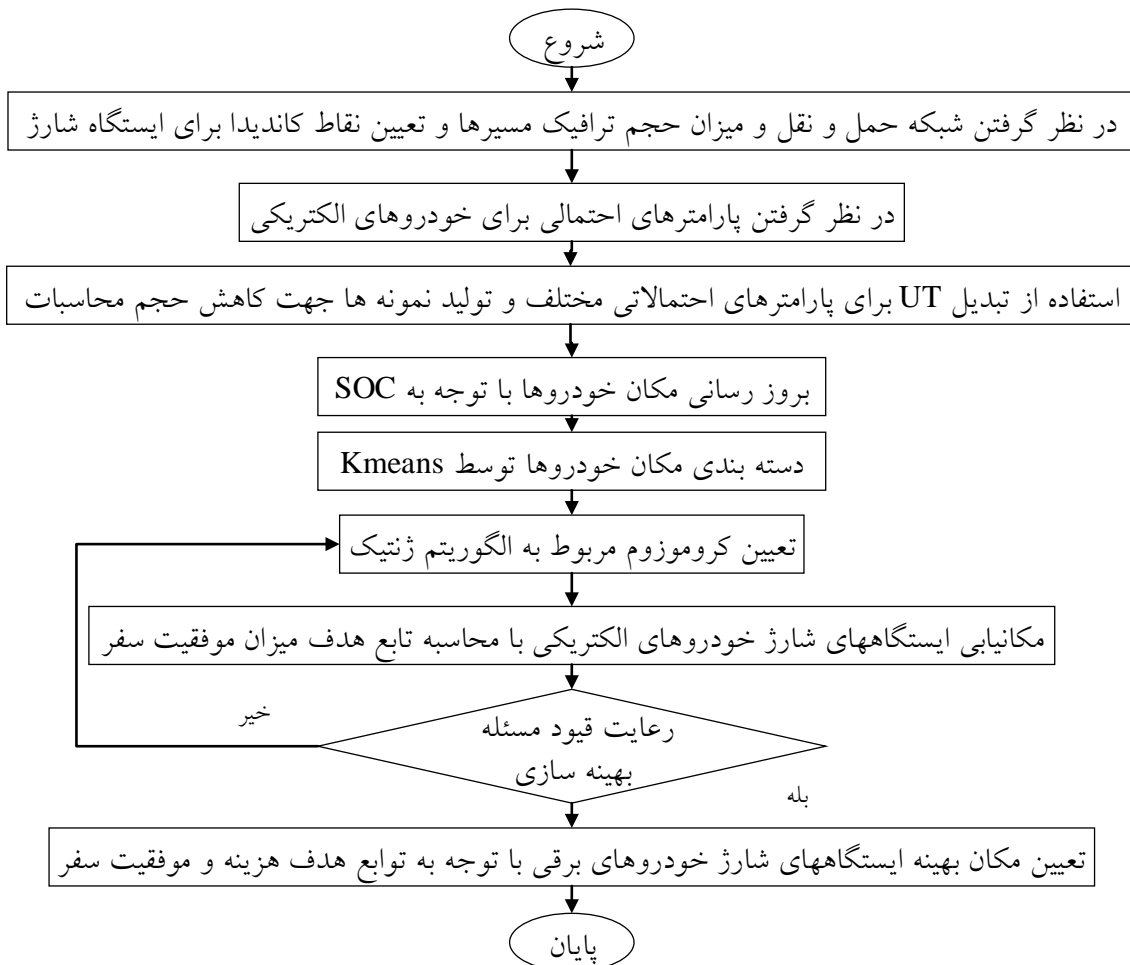 شروع
در نظر گرفتن شبکه حمل و نقل و میزان حجم ترافیک مسیرها و تعیین نقاط کاندیدا برای ایستگاه شارژ
در نظر گرفتن پارامترهای احتمالی برای خودروهای الکتریکی
استفاده از تبدیل UT برای پارامترهای احتمالاتی مختلف و تولید نمونه ها جهت کاهش حجم محاسبات
بروز رسانی مکان خودروها با توجه به SOC
دسته بندی مکان خودروها توسط Kmeans
تعیین کروموزوم مربوط به الگوریتم ژنتیک
مکانیابی ایستگاههای شارژ خودروهای الکتریکی با محاسبه تابع هدف میزان موفقیت سفر
خیر
رعایت قیود مسئله
بهینه سازی
بله
تعیین مکان بهینه ایستگاههای شارژ خودروهای برقی با توجه به توابع هدف هزینه و موفقیت سفر
پایان